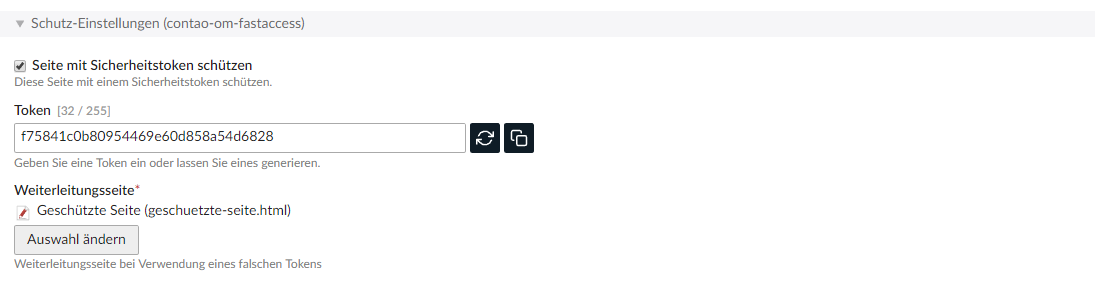 Schutz-Einstellungen (contao-om-fastaccess)
Seite mit Sicherheitstoken schützen
Diese Seite mit einem Sicherheitstoken schützen.
Token [32 / 255]
f75841c0b80954469e60d858a54d6828
Geben Sie eine Token ein oder lassen Sie eines generieren.
Weiterleitungsseite*
Geschützte Seite (geschuetzte-seite.html)
Auswahl ändern
Weiterleitungsseite bei Verwendung eines falschen Tokens